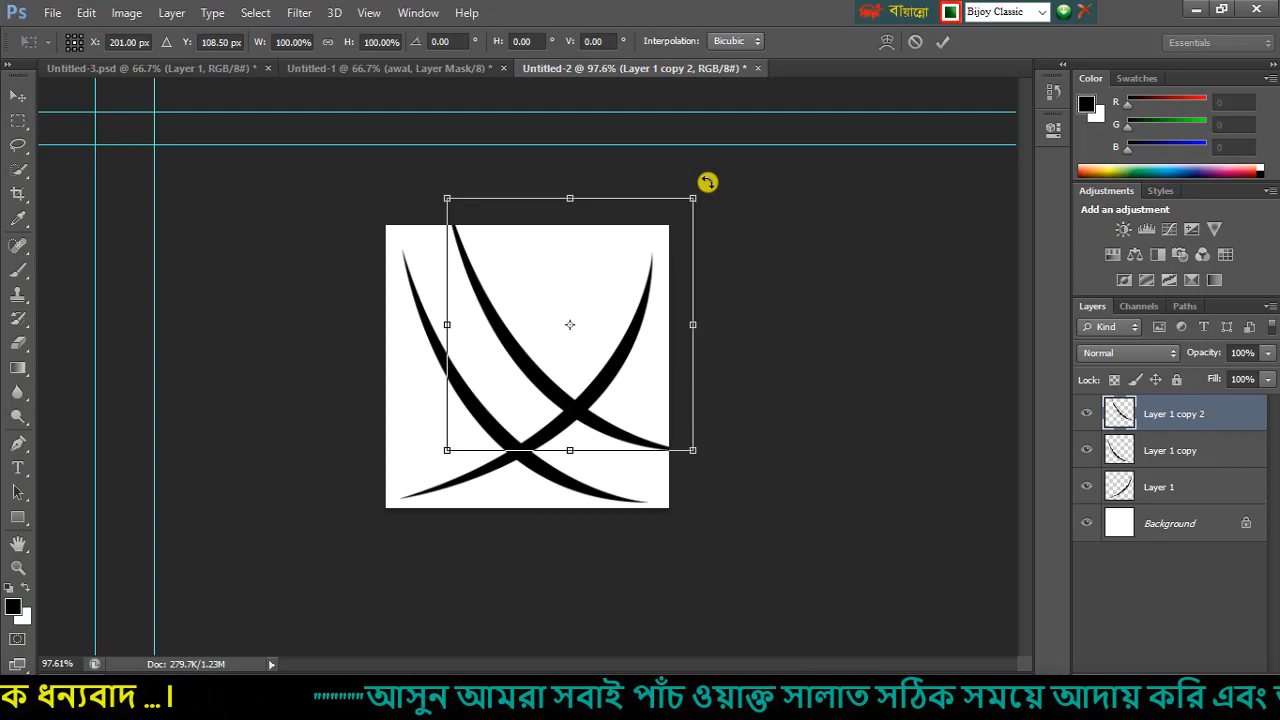 Ps File Edit Image Layer Type Select Filter 3D View Window Help বাঁয়ান্নো Bijoy Classic
X: 201.00 px Y: W: 100.00% H: 100.00% 0.00 ° H: 0.00 ° V: 0.00 ° Interpolation: Bicubic Essentials
Untitled-3.psd @ 66.7% (Layer 1, RGB/8#) * × Untitled-1 @ 66.7% (awal, Layer Mask/8) * × Untitled-2 @ 97.6% (Layer 1 copy 2, RGB/8#) * ×
Color Swatches
R 0
G 0
B 0
Adjustments Styles
Add an adjustment
Layers Channels Paths
Kind
Normal Opacity: 100%
Lock: Fill: 100%
Layer 1 copy 2
Layer 1 copy
Layer 1
Background
97.61% Doc: 279.7K/1.23M
ক ধন্যবাদ ...। """"""আসুন আমরা সবাই পাঁচ ওয়াক্ত সালাত সঠিক সময়ে আদায় করি এবং